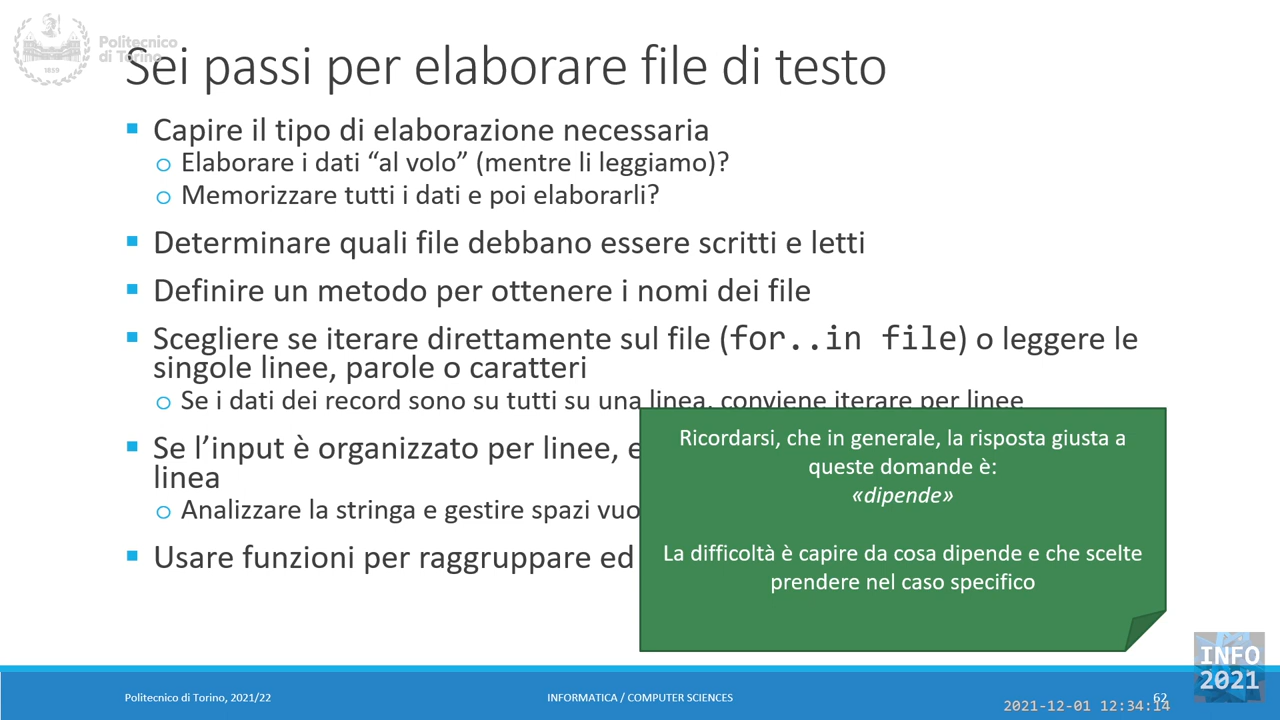 Politecnico
di Torino
1859
Sei passi per elaborare file di testo
Capire il tipo di elaborazione necessaria
Elaborare i dati “al volo” (mentre li leggiamo)?
Memorizzare tutti i dati e poi elaborarli?
Determinare quali file debbano essere scritti e letti
Definire un metodo per ottenere i nomi dei file
Scegliere se iterare direttamente sul file (for..in file) o leggere le
singole linee, parole o caratteri
Se i dati dei record sono su tutti su una linea, conviene iterare per linee
Se l’input è organizzato per linee, e
linea
Analizzare la stringa e gestire spazi vuo
Usare funzioni per raggruppare ed
Ricordarsi, che in generale, la risposta giusta a
queste domande è:
«dipende»
La difficoltà è capire da cosa dipende e che scelte
prendere nel caso specifico
Politecnico di Torino, 2021/22
INFORMATICA / COMPUTER SCIENCES
62
INFO
2021
2021-12-01 12:34:14